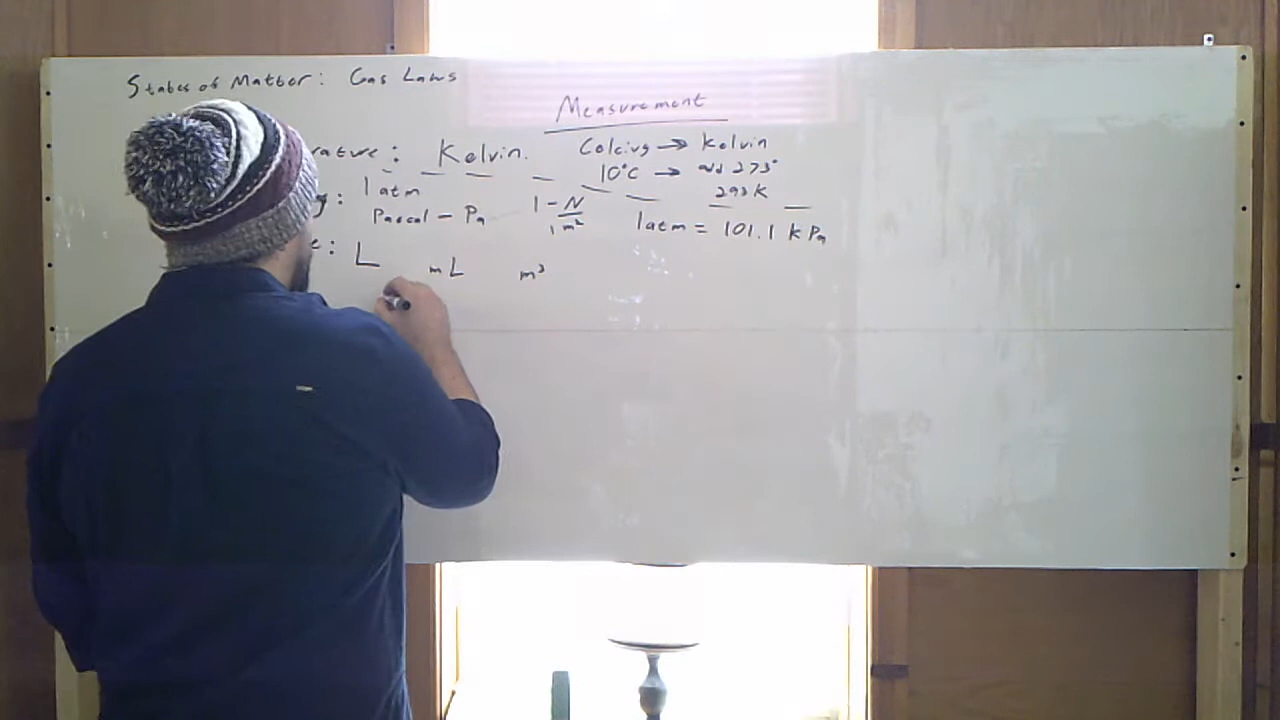 States of Matter: Gas Laws
Measurement
rature: Kelvin. Celcius → Kelvin
10°C → add 273°
293 K
1 atm
Pascal - Pa
1-N
1 m²
1 atm = 101.1 kPa
e: L mL m³